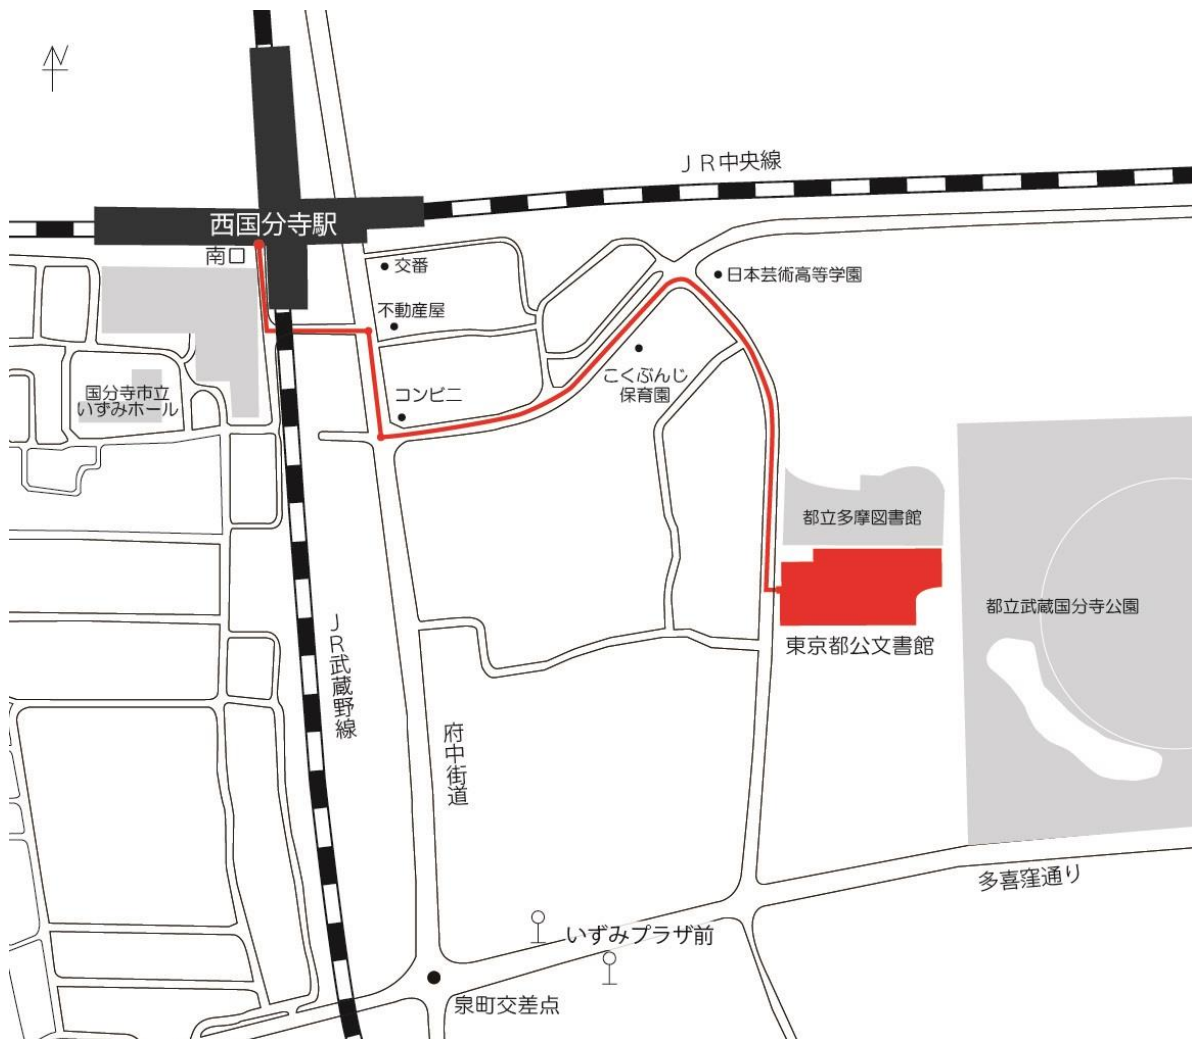 N
JR中央線
西国分寺駅
南口
交番
日本芸術高等学園
不動産屋
こくぶんじ
保育園
国分寺市立
いずみホール
コンビニ
都立多摩図書館
都立武蔵国分寺公園
東京都公文書館
JR武蔵野線
府中街道
多喜窪通り
いずみプラザ前
泉町交差点